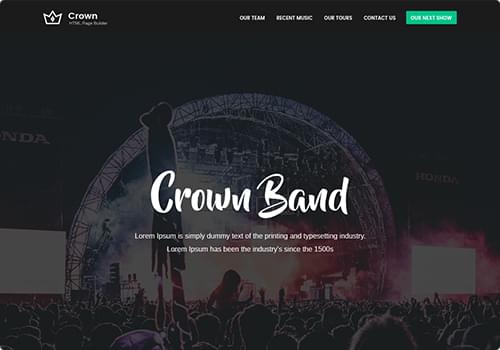 Crown
HTML Page Builder
OUR TEAM
RECENT MUSIC
OUR TOURS
CONTACT US
OUR NEXT SHOW
HONDA
HONDA
Crown Band
Lorem Ipsum is simply dummy text of the printing and typesetting industry.
Lorem Ipsum has been the industry's since the 1500s